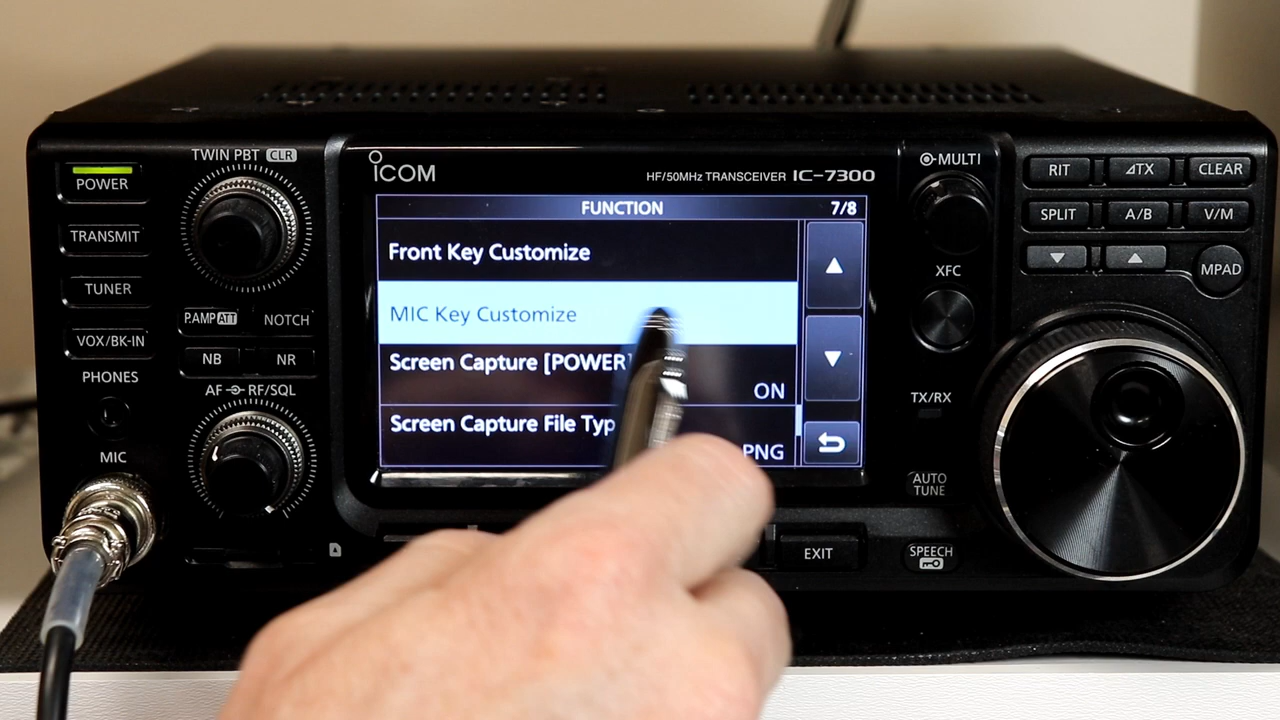 TWIN PBT CLR
POWER
TRANSMIT
TUNER
VOX/BK-IN
PHONES
MIC
P.AMP ATT
NOTCH
NB
NR
AF RF/SQL
ICOM
HF/50MHz TRANSCEIVER IC-7300
FUNCTION 7/8
Front Key Customize
MIC Key Customize
Screen Capture [POWER]
ON
Screen Capture File Typ
PNG
EXIT
MULTI
XFC
TX/RX
AUTO
TUNE
SPEECH
RIT
⊿TX
CLEAR
SPLIT
A/B
V/M
MPAD